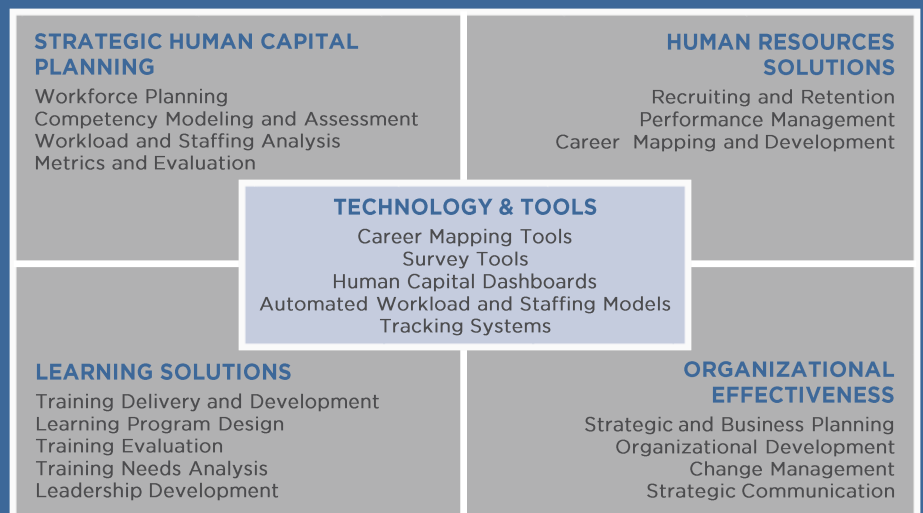 STRATEGIC HUMAN CAPITAL
PLANNING
Workforce Planning
Competency Modeling and Assessment
Workload and Staffing Analysis
Metrics and Evaluation
HUMAN RESOURCES
SOLUTIONS
Recruiting and Retention
Performance Management
Career Mapping and Development
TECHNOLOGY & TOOLS
Career Mapping Tools
Survey Tools
Human Capital Dashboards
Automated Workload and Staffing Models
Tracking Systems
LEARNING SOLUTIONS
Training Delivery and Development
Learning Program Design
Training Evaluation
Training Needs Analysis
Leadership Development
ORGANIZATIONAL
EFFECTIVENESS
Strategic and Business Planning
Organizational Development
Change Management
Strategic Communication